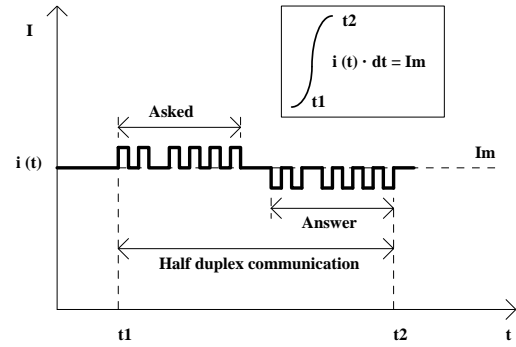 I
t2
i (t) · dt = Im
t1
Asked
i (t)
Im
Answer
Half duplex communication
t1
t2
t